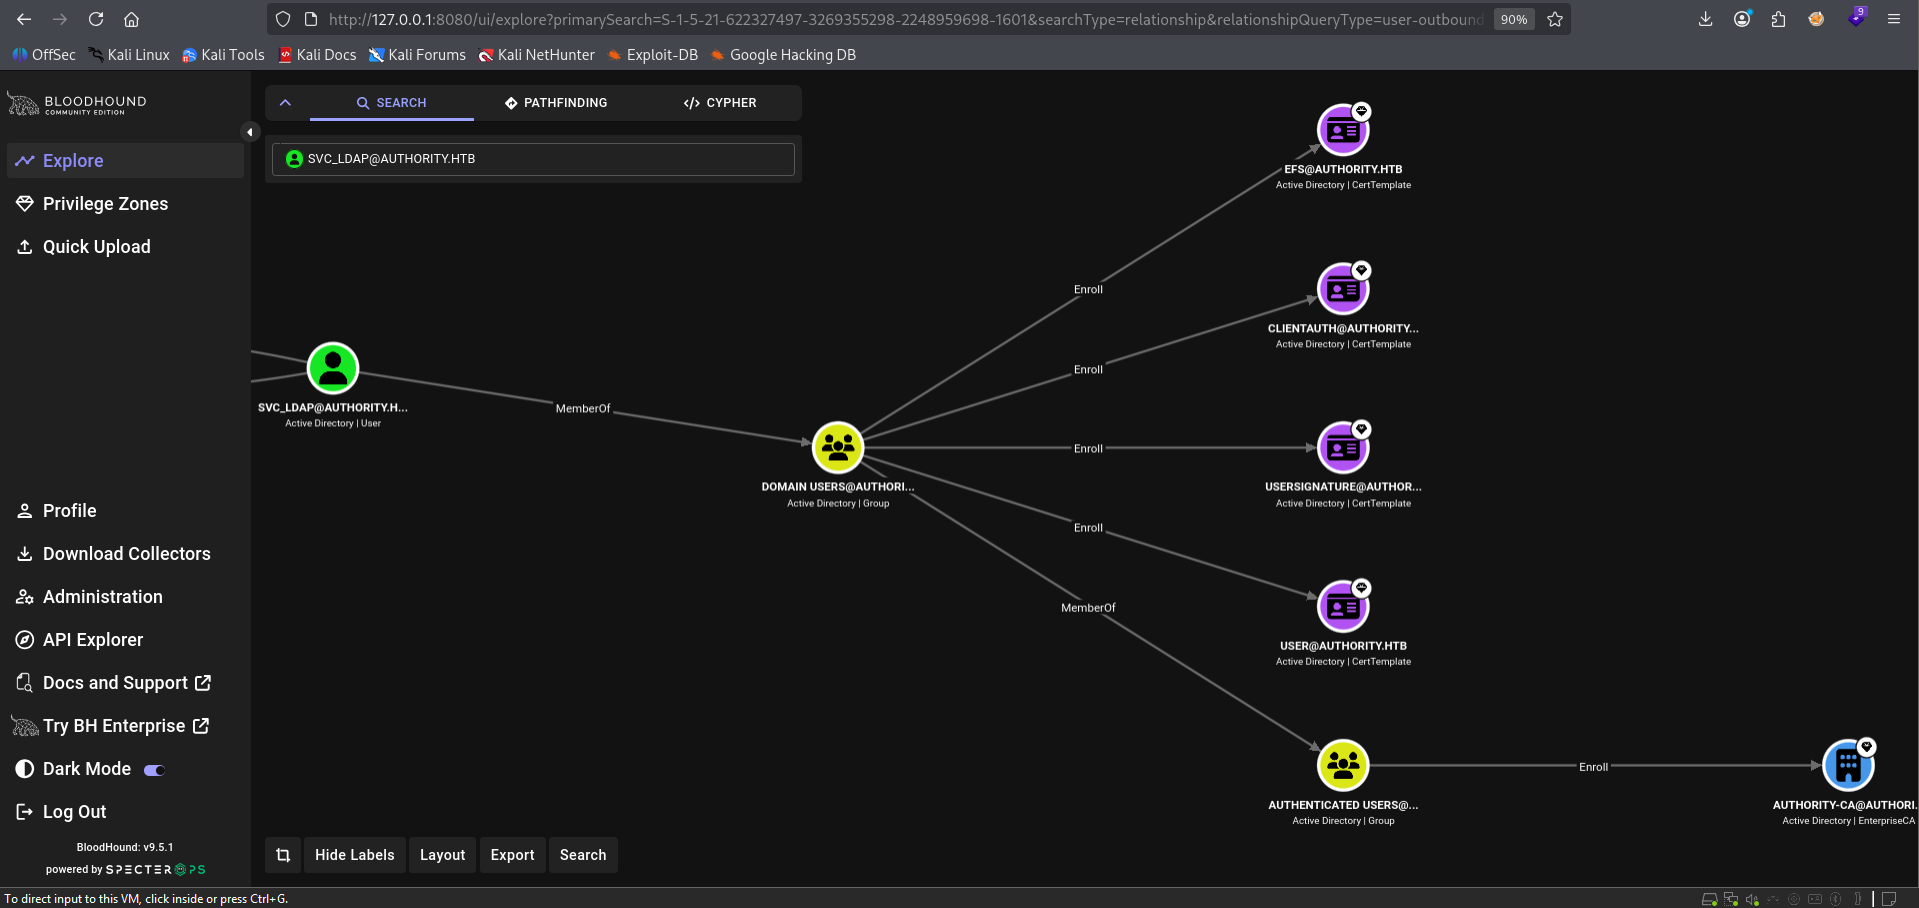 http://127.0.0.1:8080/ui/explore?primarySearch=S-1-5-21-622327497-3269355298-2248959698-1601&searchType=relationship&relationshipQueryType=user-outbound
90%
9
OffSec
Kali Linux
Kali Tools
Kali Docs
Kali Forums
Kali NetHunter
Exploit-DB
Google Hacking DB
BLOODHOUND
COMMUNITY EDITION
Explore
Privilege Zones
Quick Upload
Profile
Download Collectors
Administration
API Explorer
Docs and Support
Try BH Enterprise
Dark Mode
Log Out
BloodHound: v9.5.1
powered by SPECTEROPS
SEARCH
PATHFINDING
</> CYPHER
SVC_LDAP@AUTHORITY.HTB
SVC_LDAP@AUTHORITY.H...
Active Directory | User
MemberOf
DOMAIN USERS@AUTHORI...
Active Directory | Group
Enroll
EFS@AUTHORITY.HTB
Active Directory | CertTemplate
Enroll
CLIENTAUTH@AUTHORITY...
Active Directory | CertTemplate
Enroll
USERSIGNATURE@AUTHOR...
Active Directory | CertTemplate
Enroll
USER@AUTHORITY.HTB
Active Directory | CertTemplate
MemberOf
AUTHENTICATED USERS@...
Active Directory | Group
Enroll
AUTHORITY-CA@AUTHORI.
Active Directory | EnterpriseCA
Hide Labels
Layout
Export
Search
To direct input to this VM, click inside or press Ctrl+G.